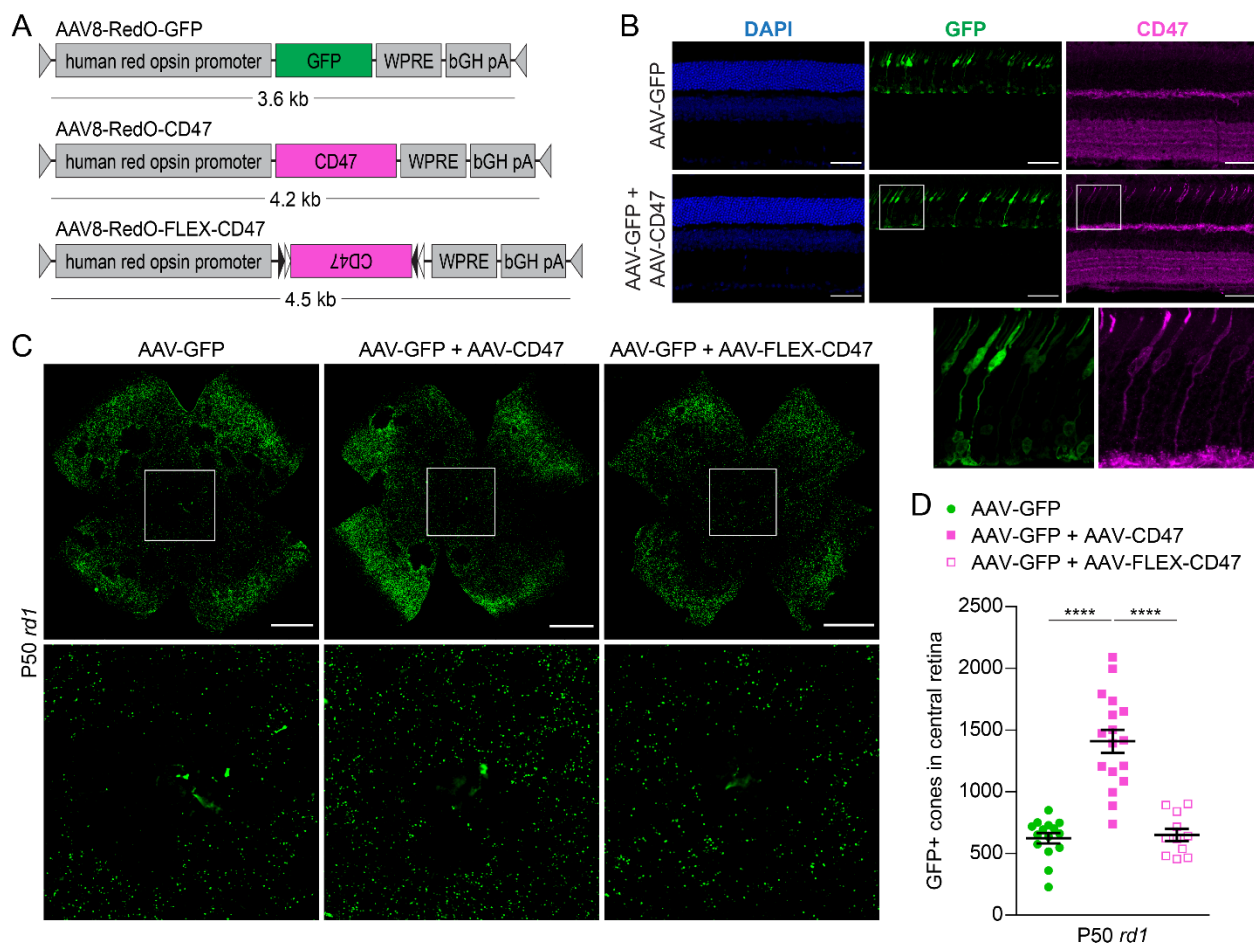 A
AAV8-RedO-GFP
human red opsin promoter GFP WPRE bGH pA
3.6 kb
AAV8-RedO-CD47
human red opsin promoter CD47 WPRE bGH pA
4.2 kb
AAV8-RedO-FLEX-CD47
human red opsin promoter CD47 WPRE bGH pA
4.5 kb
B
DAPI GFP CD47
AAV-GFP
AAV-GFP +
AAV-CD47
C
AAV-GFP AAV-GFP + AAV-CD47 AAV-GFP + AAV-FLEX-CD47
P50 rd1
D
AAV-GFP
AAV-GFP + AAV-CD47
AAV-GFP + AAV-FLEX-CD47
GFP+ cones in central retina
2500
2000
1500
1000
500
0
**** ****
P50 rd1